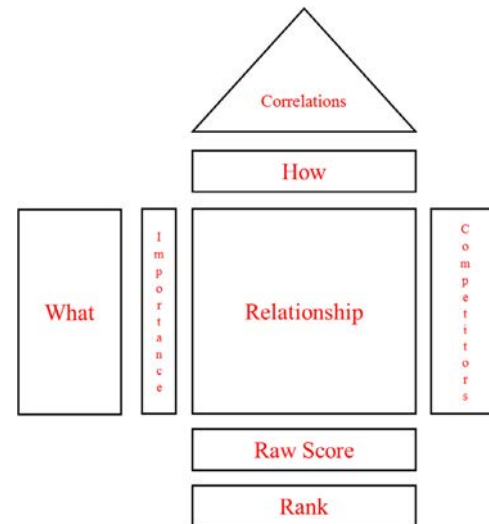 Correlations
How
What
Importance
Relationship
Competitors
Raw Score
Rank